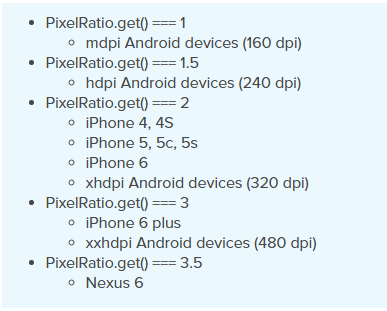 • PixelRatio.get() === 1
◦ mdpi Android devices (160 dpi)
• PixelRatio.get() === 1.5
◦ hdpi Android devices (240 dpi)
• PixelRatio.get() === 2
◦ iPhone 4, 4S
◦ iPhone 5, 5c, 5s
◦ iPhone 6
◦ xhdpi Android devices (320 dpi)
• PixelRatio.get() === 3
◦ iPhone 6 plus
◦ xxhdpi Android devices (480 dpi)
• PixelRatio.get() === 3.5
◦ Nexus 6